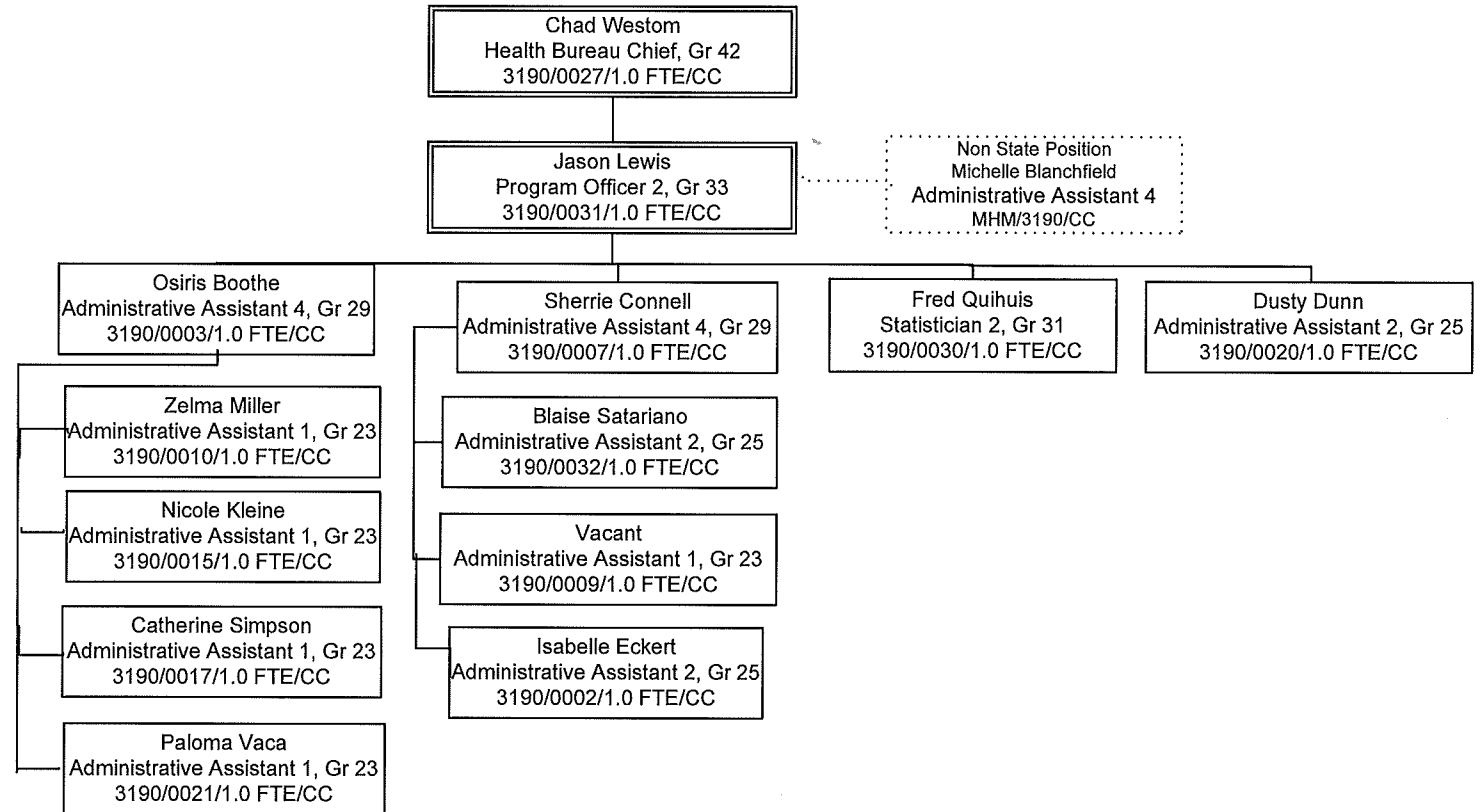 Chad Westom
Health Bureau Chief, Gr 42
3190/0027/1.0 FTE/CC
Jason Lewis
Program Officer 2, Gr 33
3190/0031/1.0 FTE/CC
Non State Position
Michelle Blanchfield
Administrative Assistant 4
MHM/3190/CC
Osiris Boothe
Administrative Assistant 4, Gr 29
3190/0003/1.0 FTE/CC
Zelma Miller
Administrative Assistant 1, Gr 23
3190/0010/1.0 FTE/CC
Nicole Kleine
Administrative Assistant 1, Gr 23
3190/0015/1.0 FTE/CC
Catherine Simpson
Administrative Assistant 1, Gr 23
3190/0017/1.0 FTE/CC
Paloma Vaca
Administrative Assistant 1, Gr 23
3190/0021/1.0 FTE/CC
Sherrie Connell
Administrative Assistant 4, Gr 29
3190/0007/1.0 FTE/CC
Blaise Satariano
Administrative Assistant 2, Gr 25
3190/0032/1.0 FTE/CC
Vacant
Administrative Assistant 1, Gr 23
3190/0009/1.0 FTE/CC
Isabelle Eckert
Administrative Assistant 2, Gr 25
3190/0002/1.0 FTE/CC
Fred Quihuis
Statistician 2, Gr 31
3190/0030/1.0 FTE/CC
Dusty Dunn
Administrative Assistant 2, Gr 25
3190/0020/1.0 FTE/CC